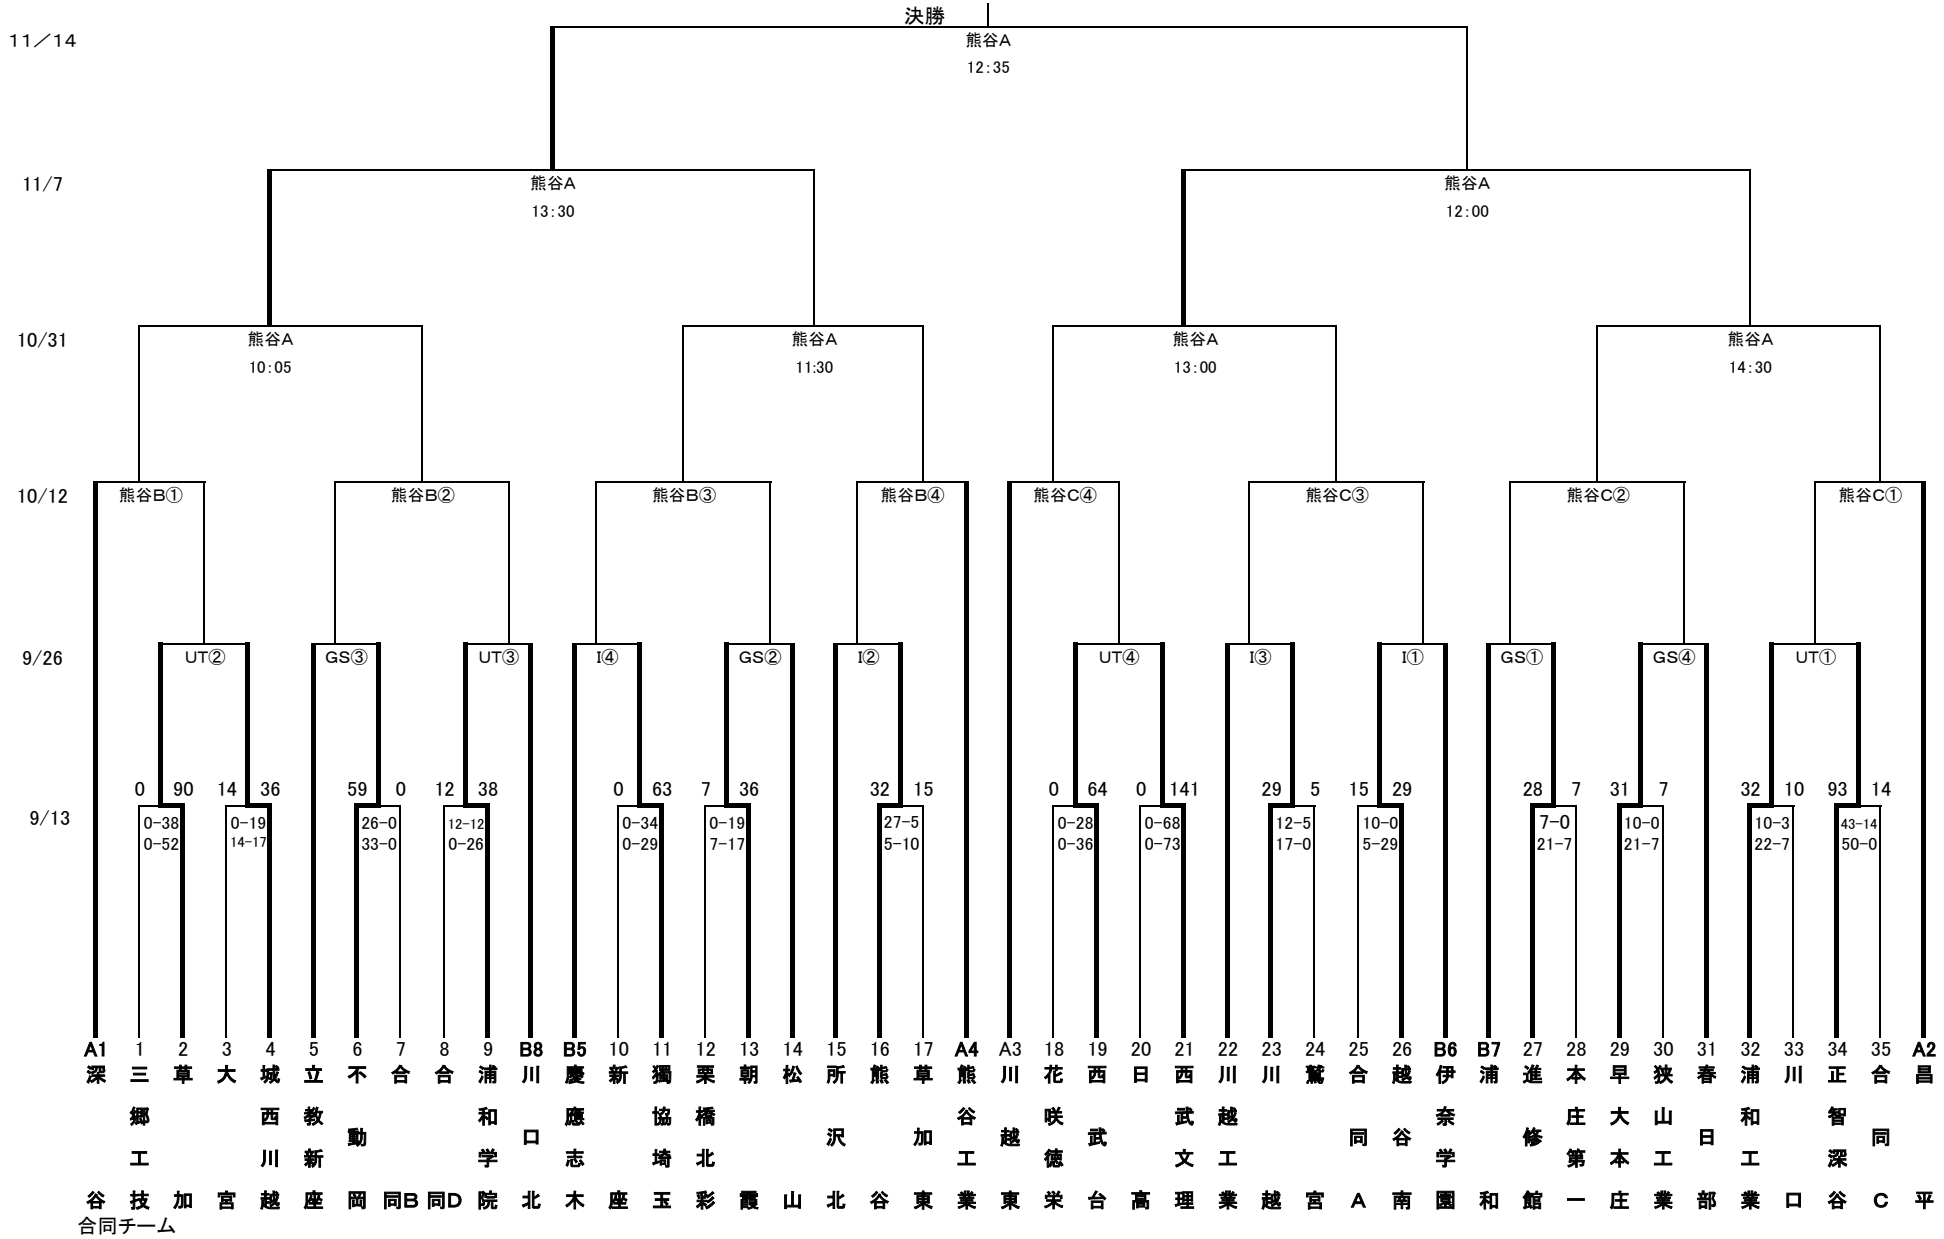 決勝
11／14
熊谷A
12:35
11/7
熊谷A
熊谷A
13:30
12:00
10/31
熊谷A
熊谷A
熊谷A
熊谷A
10:05
11:30
13:00
14:30
10/12
熊谷B①
熊谷B②
熊谷B③
熊谷B④
熊谷C④
熊谷C③
熊谷C②
熊谷C①
9/26
UT②
GS③
UT③
I④
GS②
I②
UT④
I③
I①
GS①
GS④
UT①
0 90 14 36 59 0 12 38 0 63 7 36 32 15 0 64 0 141 29 5 15 29 28 7 31 7 32 10 93 14
9/13
0-38 0-19 26-0 12-12 0-34 0-19 27-5 0-28 0-68 12-5 10-0 7-0 10-0 10-3 43-14
0-52 14-17 33-0 0-26 0-29 7-17 5-10 0-36 0-73 17-0 5-29 21-7 21-7 22-7 50-0
A1 1 2 3 4 5 6 7 8 9 B8 B5 10 11 12 13 14 15 16 17 A4 A3 18 19 20 21 22 23 24 25 26 B6 B7 27 28 29 30 31 32 33 34 35 A2
深谷
三郷工技
草加
大宮
城西川越
立教新座
不動岡
合同B
合同D
浦和学院
川口北
慶應志木
新座
獨協埼玉
栗橋北彩
朝霞
松山
所沢北
熊谷
草加東
熊谷工業
川越東
花咲徳栄
西武台
日高
西武文理
川越工業
川越
鷲宮
合同A
越谷南
伊奈学園
浦和
進修館
本庄第一
早大本庄
狭山工業
春日部
浦和工業
川口
正智深谷
合同C
昌平
合同チーム